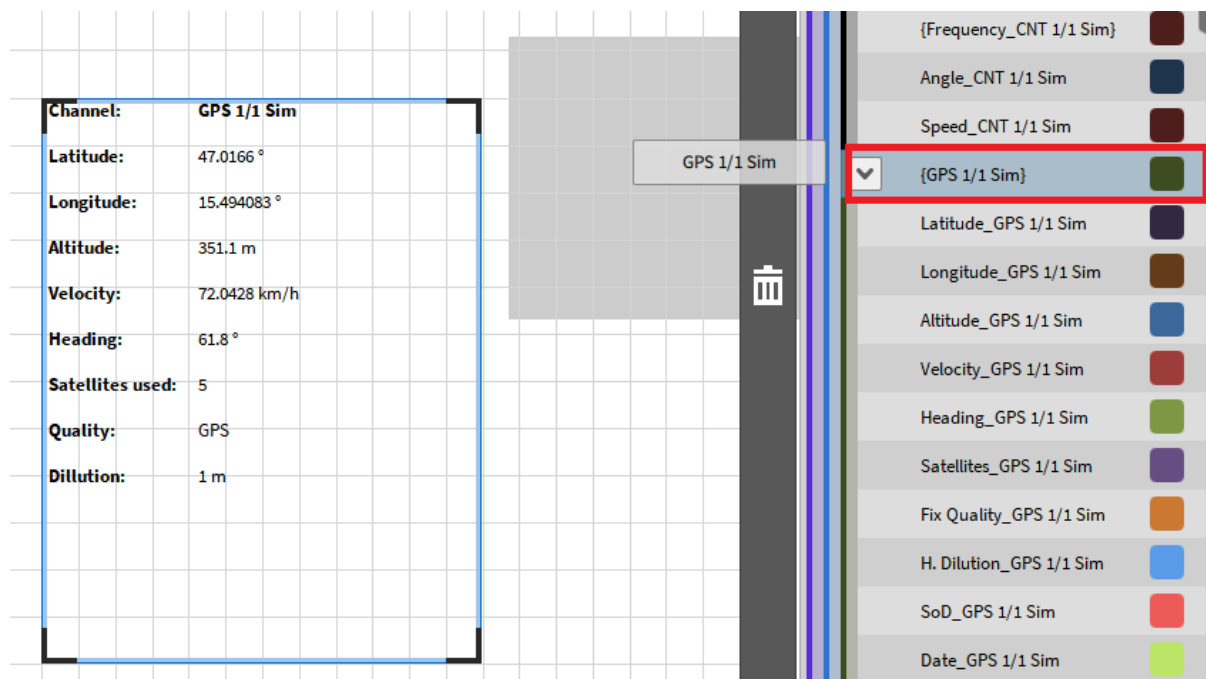 Channel: GPS 1/1 Sim
Latitude: 47.0166 °
Longitude: 15.494083 °
Altitude: 351.1 m
Velocity: 72.0428 km/h
Heading: 61.8 °
Satellites used: 5
Quality: GPS
Dillution: 1 m
GPS 1/1 Sim
{Frequency_CNT 1/1 Sim}
Angle_CNT 1/1 Sim
Speed_CNT 1/1 Sim
{GPS 1/1 Sim}
Latitude_GPS 1/1 Sim
Longitude_GPS 1/1 Sim
Altitude_GPS 1/1 Sim
Velocity_GPS 1/1 Sim
Heading_GPS 1/1 Sim
Satellites_GPS 1/1 Sim
Fix Quality_GPS 1/1 Sim
H. Dilution_GPS 1/1 Sim
SoD_GPS 1/1 Sim
Date_GPS 1/1 Sim